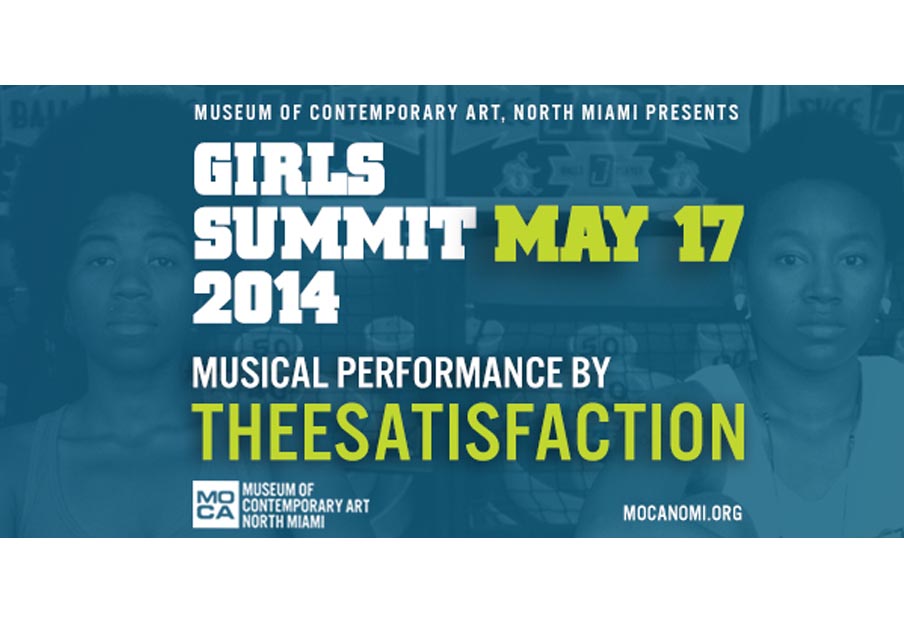 MUSEUM OF CONTEMPORARY ART, NORTH MIAMI PRESENTS
GIRLS
SUMMIT MAY 17
2014
MUSICAL PERFORMANCE BY
THEESATISFACTION
MO
CA
MUSEUM OF
CONTEMPORARY ART
NORTH MIAMI
MOCANOMI.ORG
50